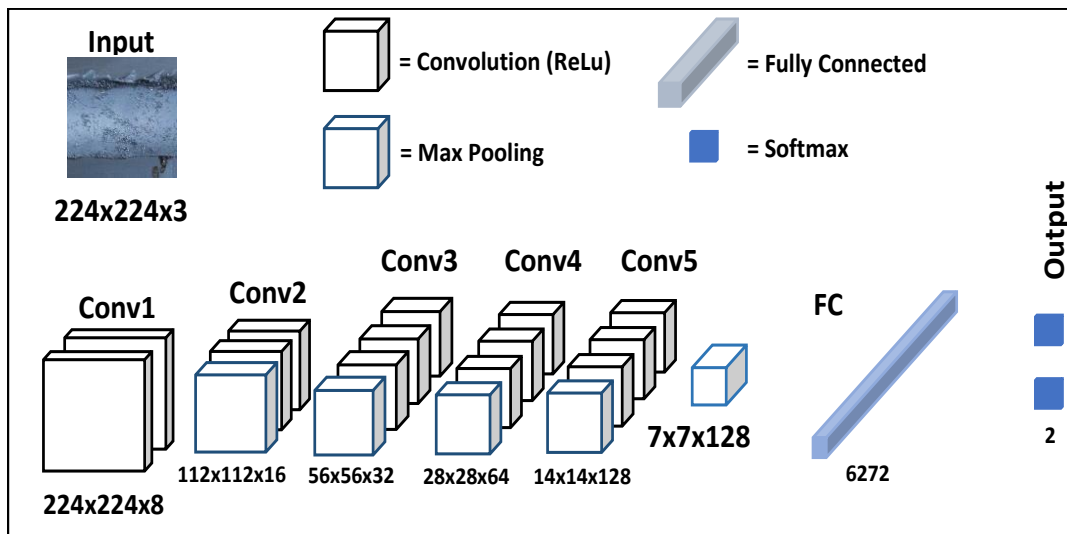 Input
224x224x3
= Convolution (ReLu)
= Fully Connected
= Max Pooling
= Softmax
Conv1
Conv2
Conv3
Conv4
Conv5
FC
Output
224x224x8
112x112x16
56x56x32
28x28x64
14x14x128
7x7x128
6272
2